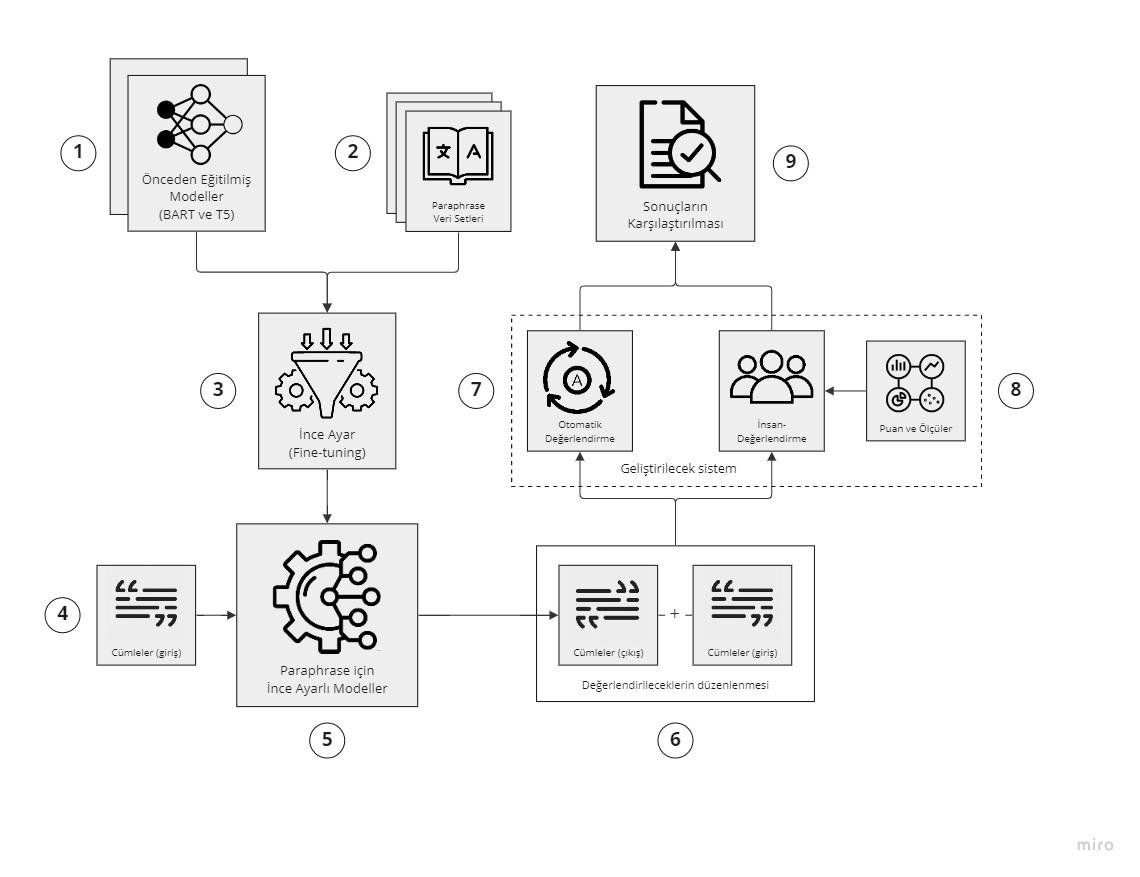 1
Önceden Eğitilmiş
Modeller
(BART ve T5)
2
文 A
Paraphrase
Veri Setleri
9
Sonuçların
Karşılaştırılması
3
İnce Ayar
(Fine-tuning)
7
A
Otomatik
Değerlendirme
İnsan-
Değerlendirme
Puan ve Ölçüler
8
Geliştirilecek sistem
4
Cümleler (giriş)
Paraphrase için
İnce Ayarlı Modeller
5
Cümleler (çıkış)
+
Cümleler (giriş)
Değerlendirileceklerin düzenlenmesi
6
miro